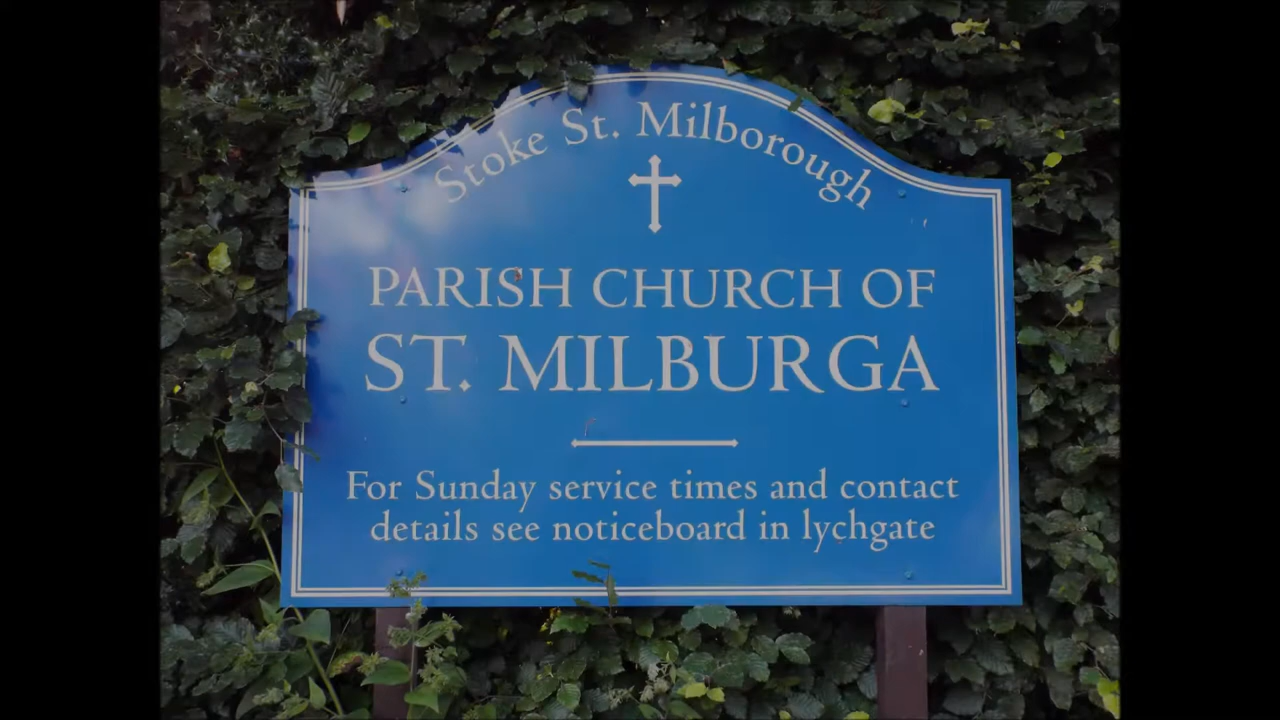 Stoke St. Milborough
PARISH CHURCH OF
ST. MILBURGA
For Sunday service times and contact
details see noticeboard in lychgate